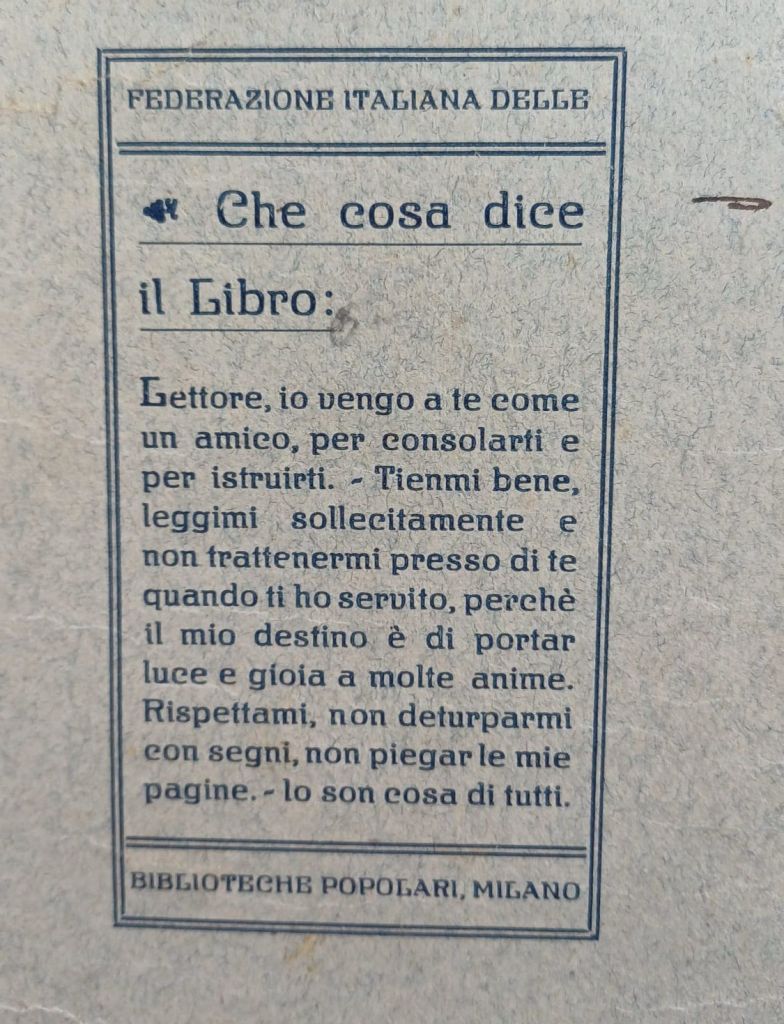 FEDERAZIONE ITALIANA DELLE
Che cosa dice
il Libro:
Lettore, io vengo a te come
un amico, per consolarti e
per istruirti. - Tienmi bene,
leggimi sollecitamente e
non trattenermi presso di te
quando ti ho servito, perchè
il mio destino è di portar
luce e gioia a molte anime.
Rispettami, non deturparmi
con segni, non piegar le mie
pagine. - Io son cosa di tutti.
BIBLIOTECHE POPOLARI, MILANO